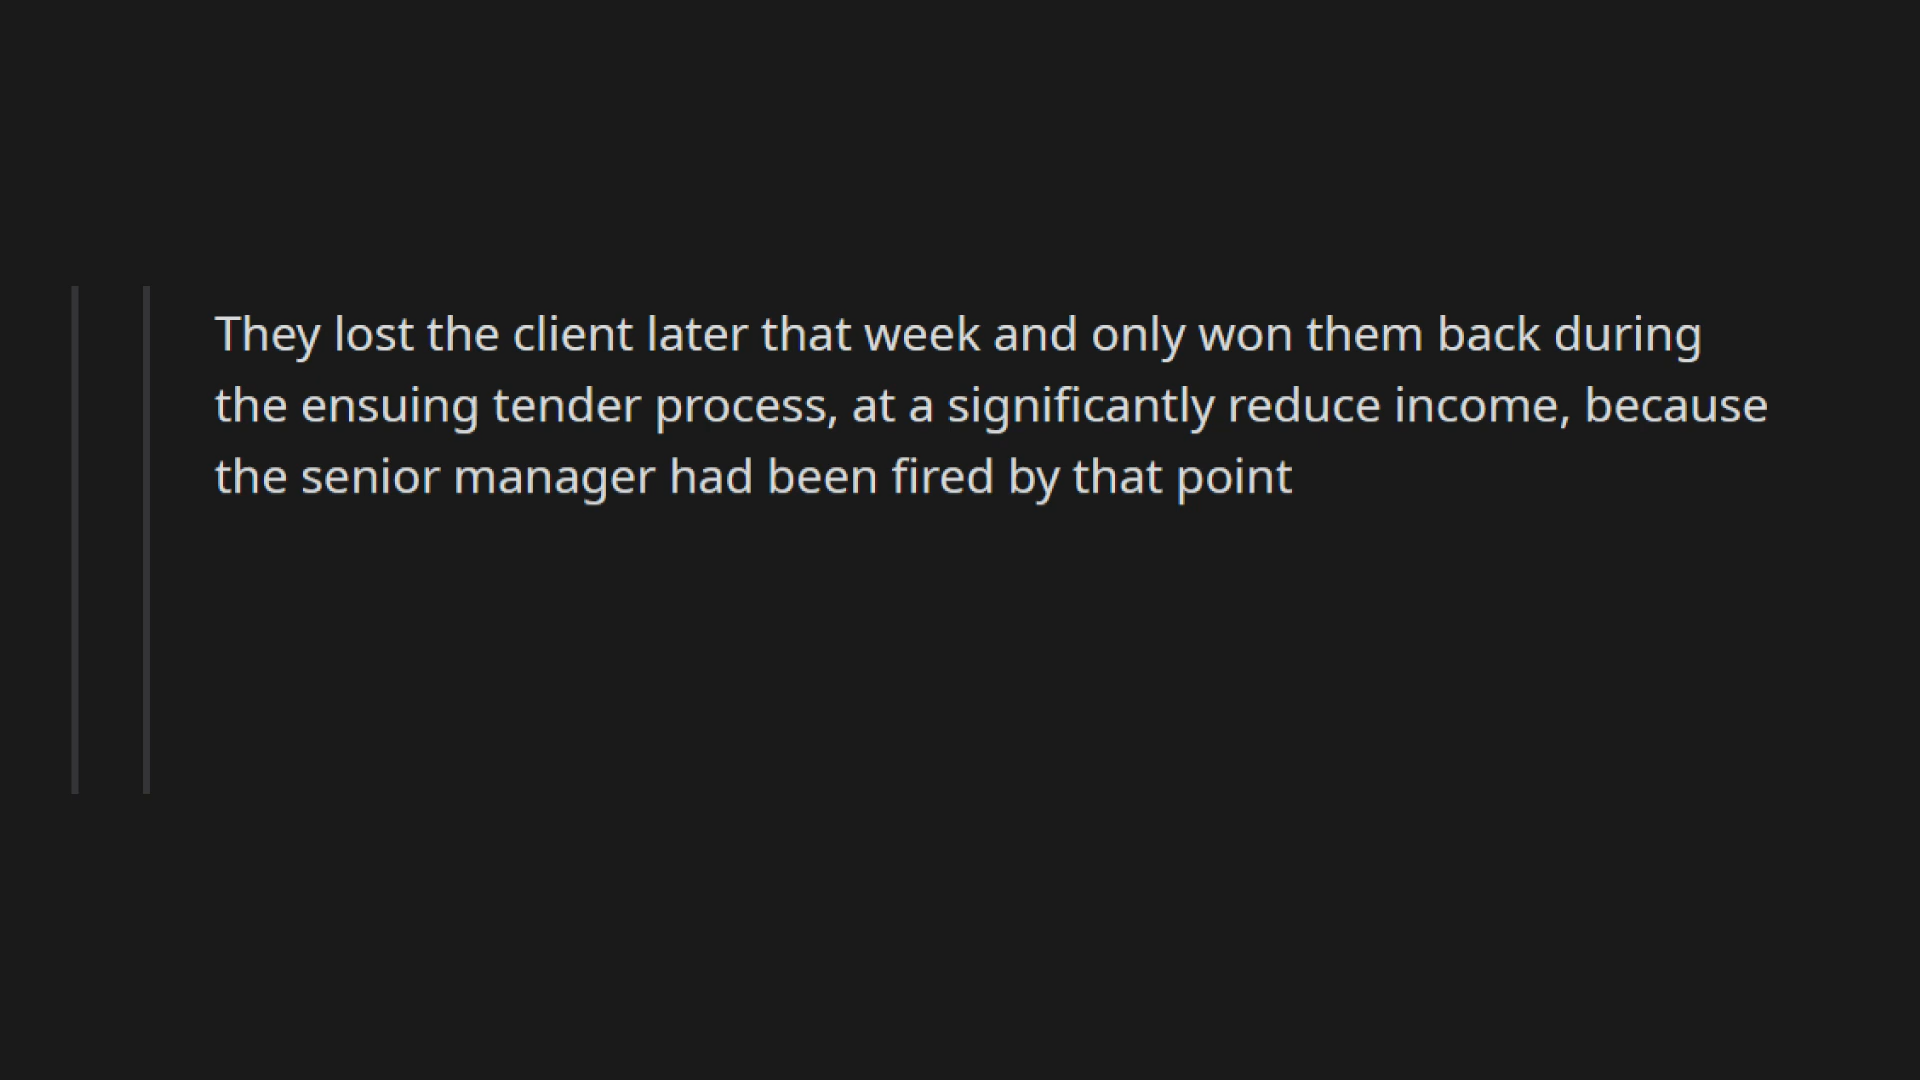 They lost the client later that week and only won them back during
the ensuing tender process, at a significantly reduce income, because
the senior manager had been fired by that point